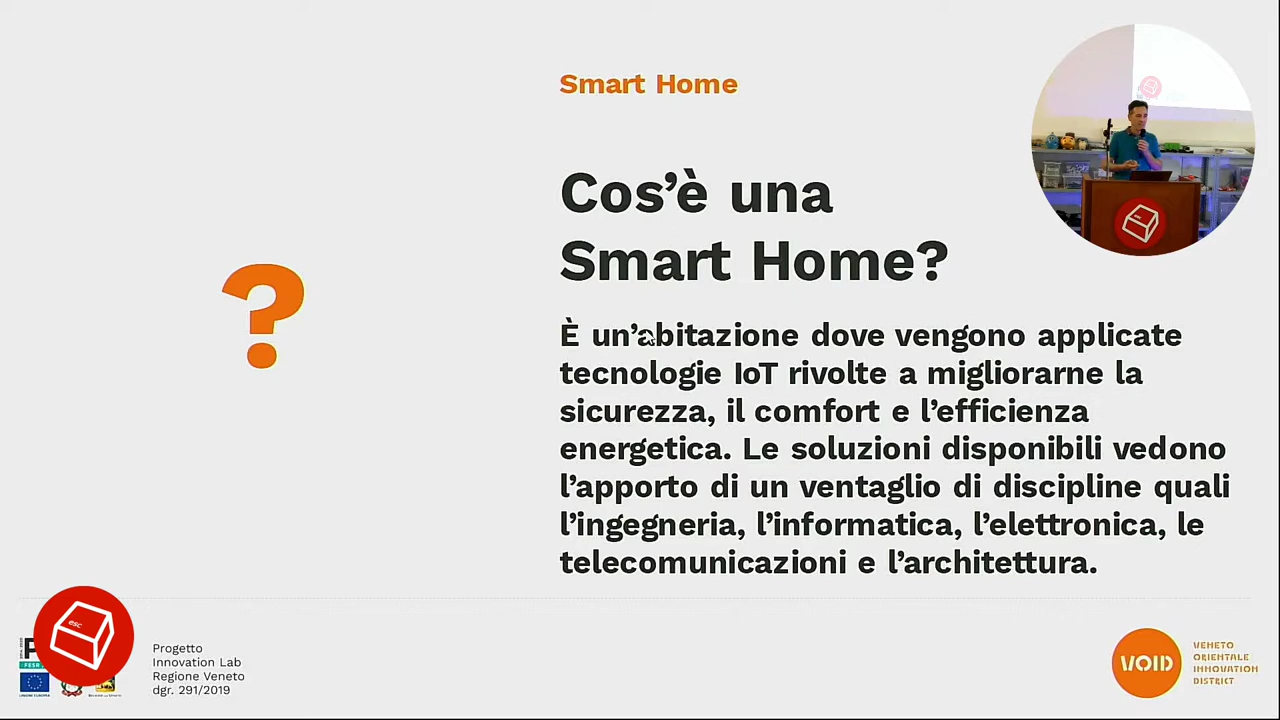 Smart Home
Cos'è una
Smart Home?
?
È un'abitazione dove vengono applicate
tecnologie IoT rivolte a migliorarne la
sicurezza, il comfort e l'efficienza
energetica. Le soluzioni disponibili vedono
l'apporto di un ventaglio di discipline quali
l'ingegneria, l'informatica, l'elettronica, le
telecomunicazioni e l'architettura.
esc
Progetto
Innovation Lab
Regione Veneto
dgr. 291/2019
VOID
VENETO
ORIENTALE
INNOVATION
DISTRICT